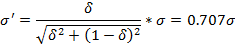 σ' = δ / √(δ² + (1 − δ)²) * σ = 0.707σ